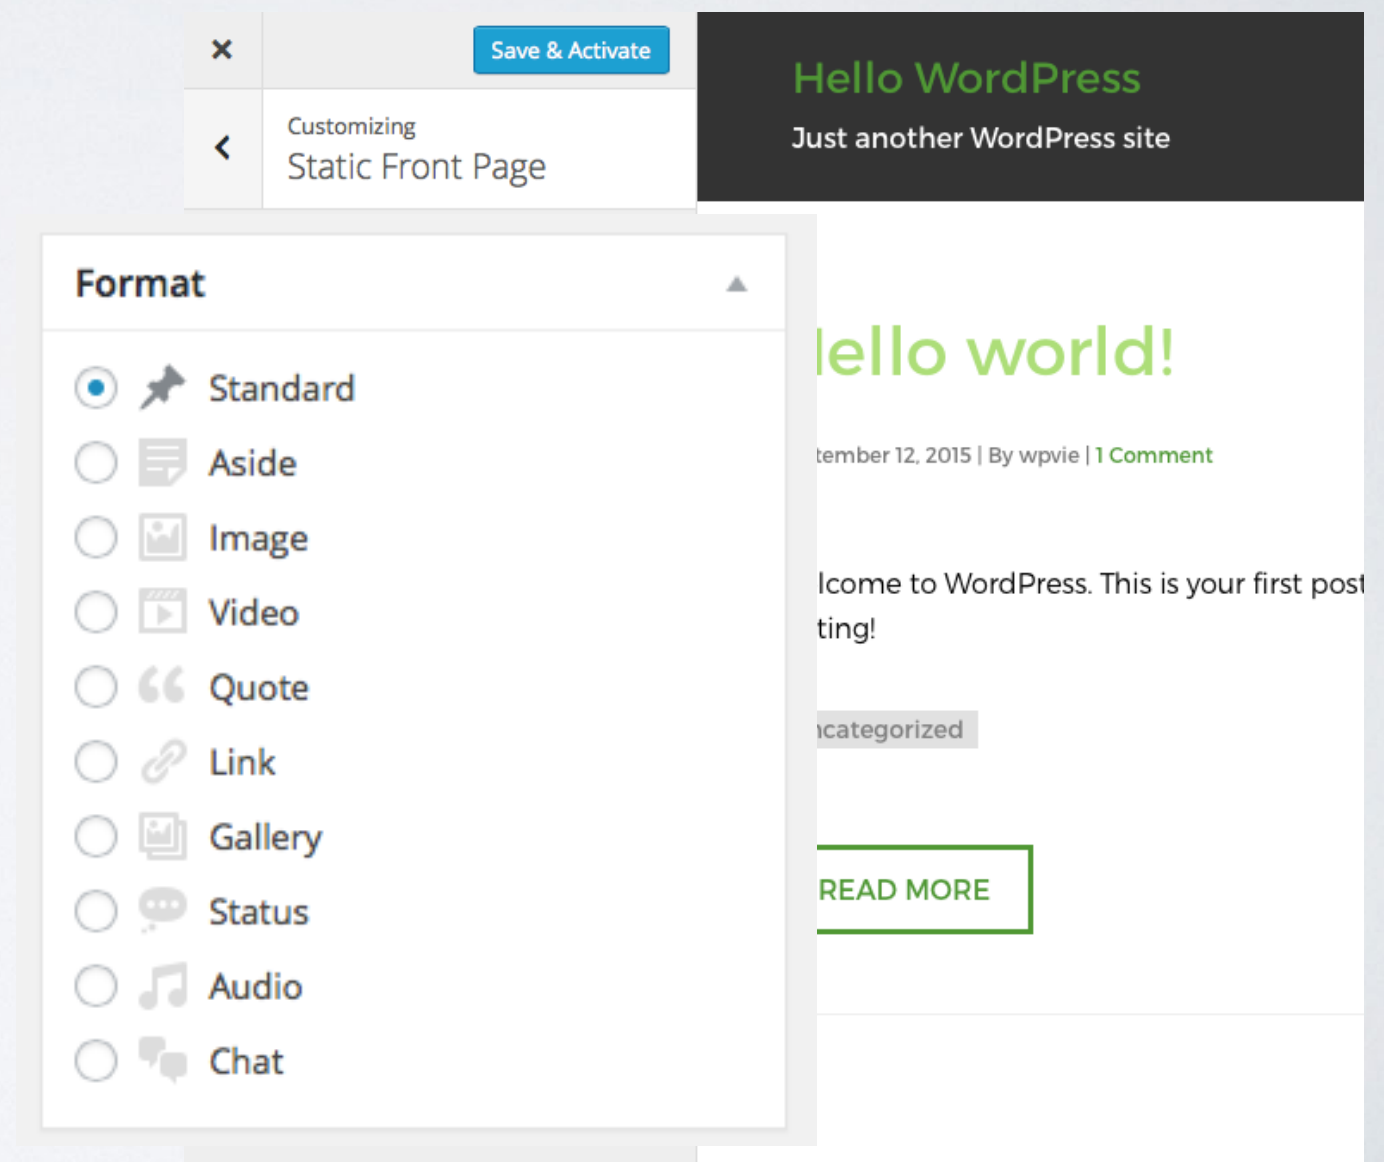 Save & Activate
Customizing
Static Front Page
Hello WordPress
Just another WordPress site
Format
Standard
Aside
Image
Video
Quote
Link
Gallery
Status
Audio
Chat
ello world!
tember 12, 2015 | By wpvie | 1 Comment
lcome to WordPress. This is your first post
ting!
ncategorized
READ MORE